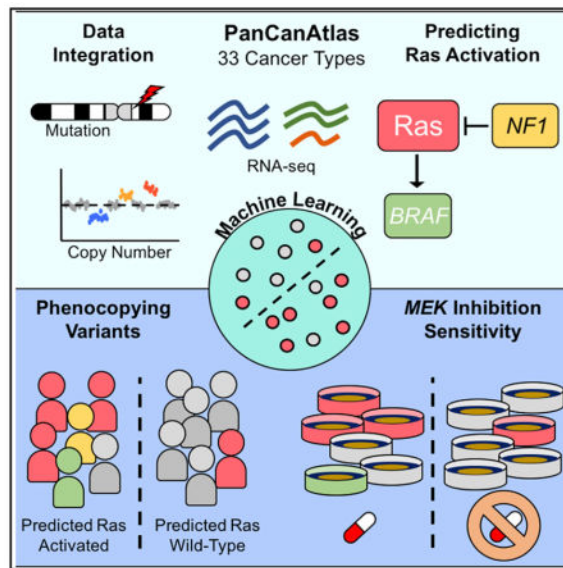 Data
Integration
PanCanAtlas
33 Cancer Types
Predicting
Ras Activation
Mutation
RNA-seq
Ras
NF1
BRAF
Copy Number
Machine Learning
Phenocopying
Variants
MEK Inhibition
Sensitivity
Predicted Ras
Activated
Predicted Ras
Wild-Type